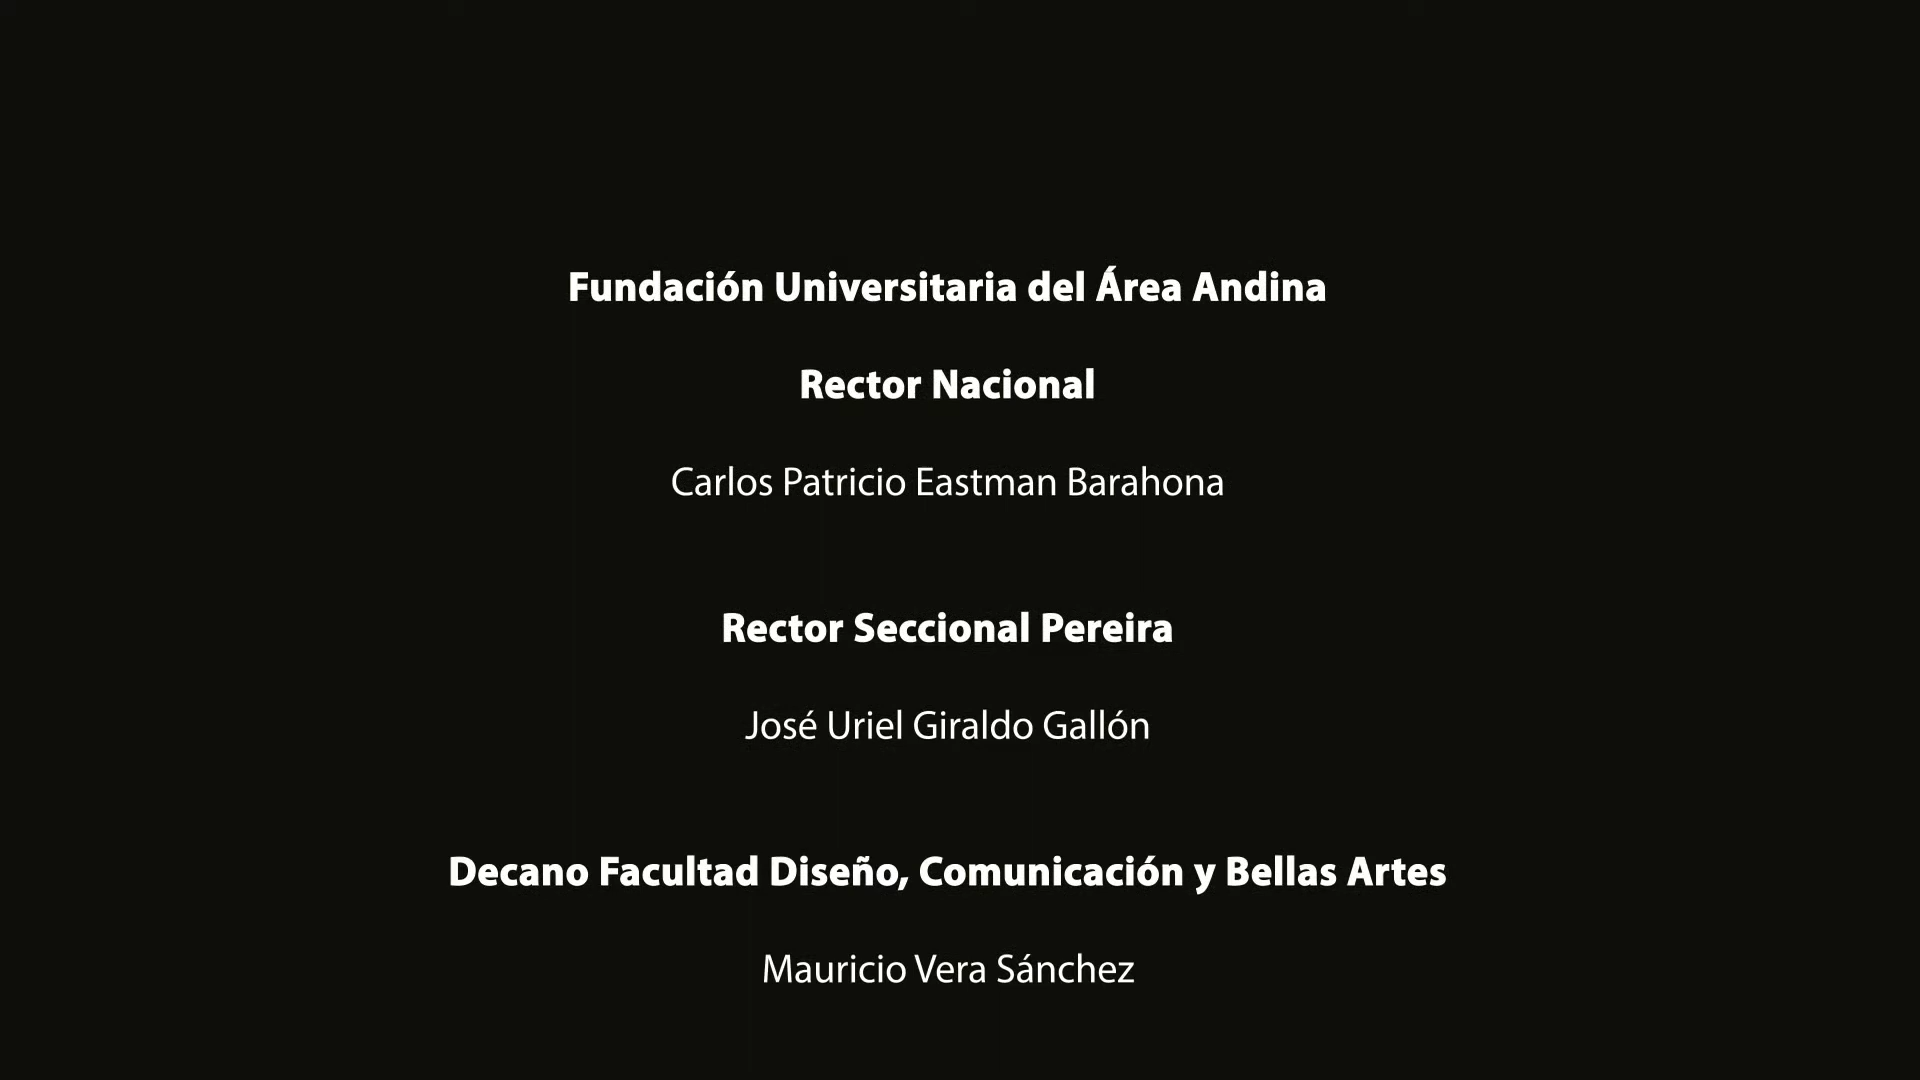 Fundación Universitaria del Área Andina
Rector Nacional
Carlos Patricio Eastman Barahona
Rector Seccional Pereira
José Uriel Giraldo Gallón
Decano Facultad Diseño, Comunicación y Bellas Artes
Mauricio Vera Sánchez